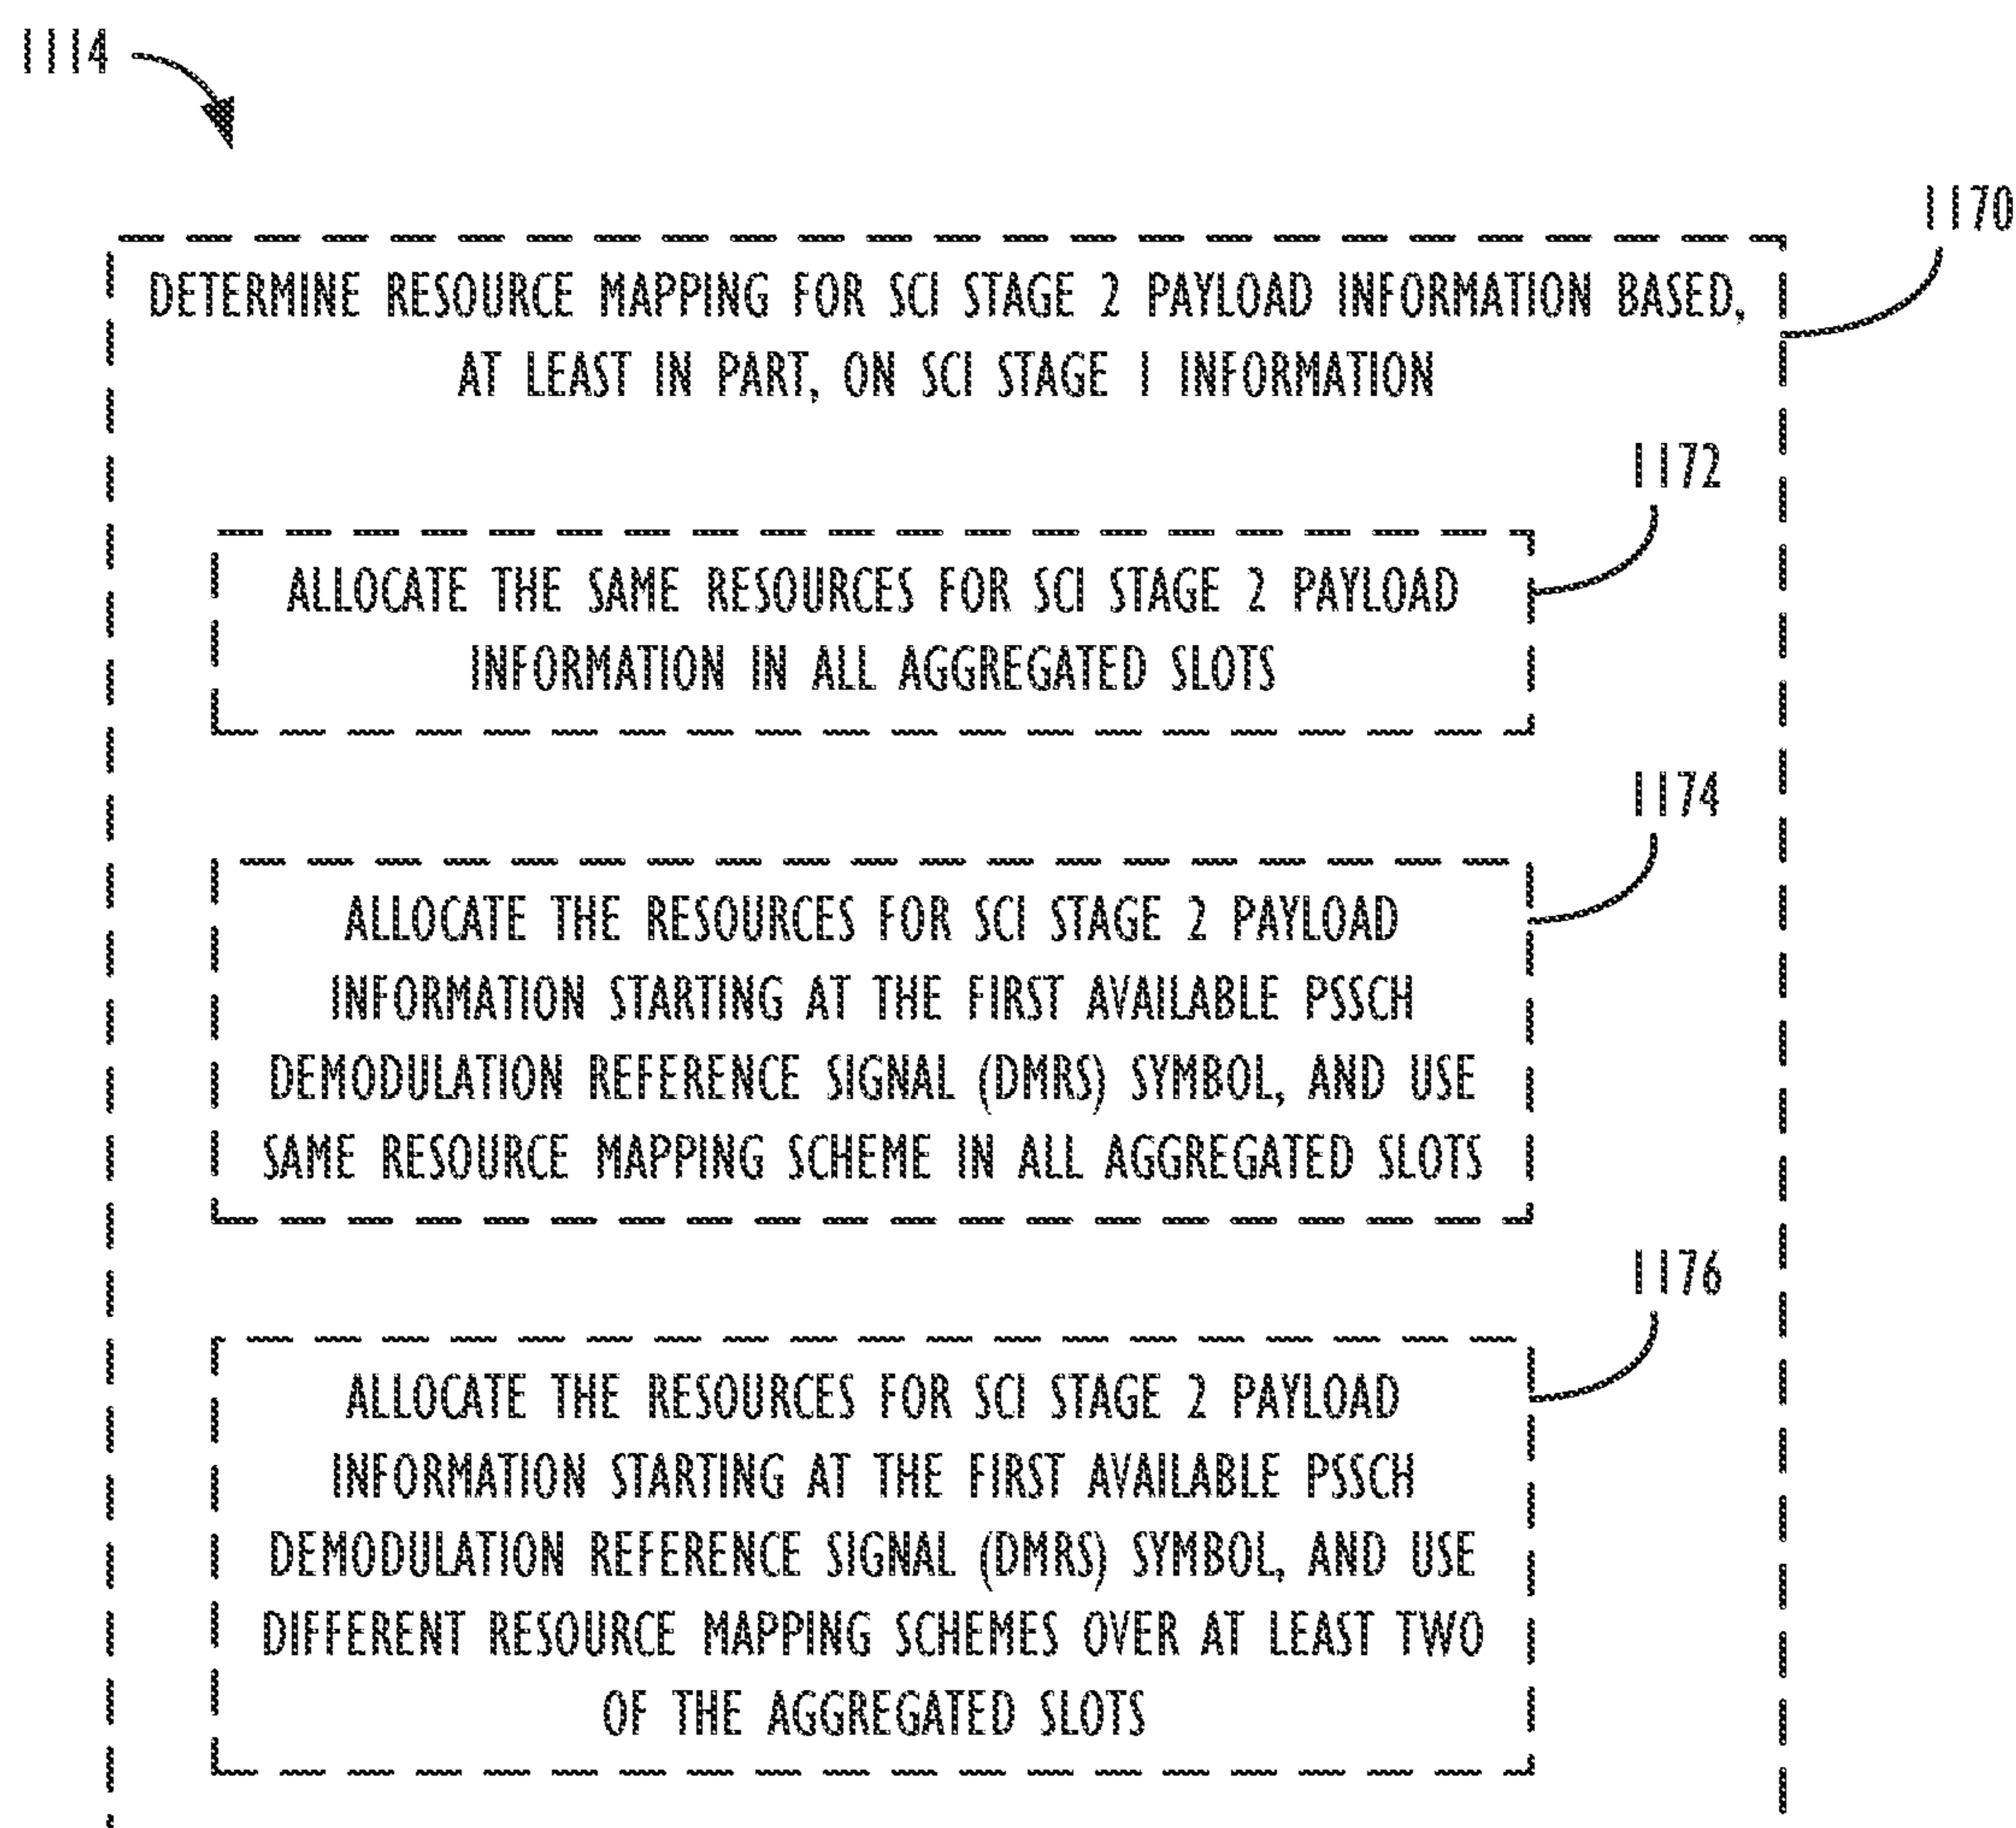 1114
1170
DETERMINE RESOURCE MAPPING FOR SCI STAGE 2 PAYLOAD INFORMATION BASED,
AT LEAST IN PART, ON SCI STAGE 1 INFORMATION
1172
ALLOCATE THE SAME RESOURCES FOR SCI STAGE 2 PAYLOAD
INFORMATION IN ALL AGGREGATED SLOTS
1174
ALLOCATE THE RESOURCES FOR SCI STAGE 2 PAYLOAD
INFORMATION STARTING AT THE FIRST AVAILABLE PSSCH
DEMODULATION REFERENCE SIGNAL (DMRS) SYMBOL, AND USE
SAME RESOURCE MAPPING SCHEME IN ALL AGGREGATED SLOTS
1176
ALLOCATE THE RESOURCES FOR SCI STAGE 2 PAYLOAD
INFORMATION STARTING AT THE FIRST AVAILABLE PSSCH
DEMODULATION REFERENCE SIGNAL (DMRS) SYMBOL, AND USE
DIFFERENT RESOURCE MAPPING SCHEMES OVER AT LEAST TWO
OF THE AGGREGATED SLOTS